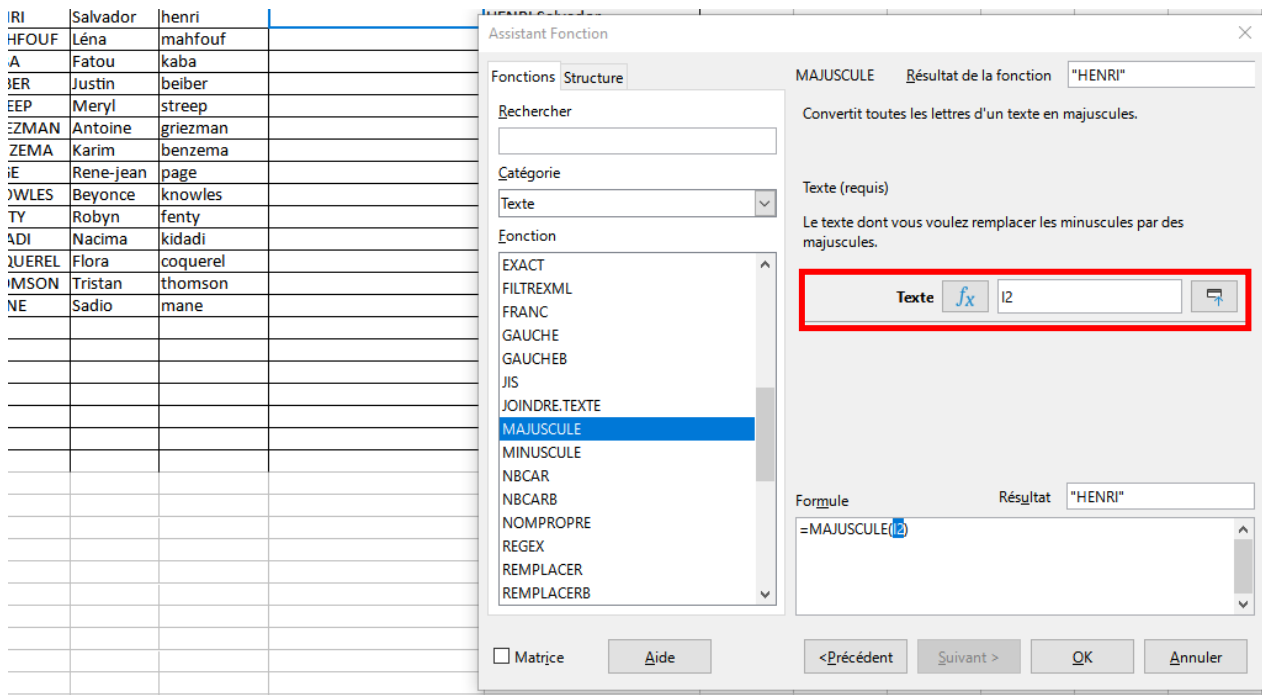 IRI Salvador henri HENRI Salvador
HFOUF Léna mahfouf
Fatou kaba
BER Justin beiber
EEP Meryl streep
EZMAN Antoine griezman
ZEMA Karim benzema
GE Rene-jean page
OWLES Beyonce knowles
TY Robyn fenty
ADI Nacima kidadi
QUEREL Flora coquerel
OMSON Tristan thomson
NE Sadio mane
Assistant Fonction
Fonctions Structure
Rechercher
Catégorie
Texte
Fonction
EXACT
FILTREXML
FRANC
GAUCHE
GAUCHEB
JIS
JOINDRE.TEXTE
MAJUSCULE
MINUSCULE
NBCAR
NBCARB
NOMPROPRE
REGEX
REMPLACER
REMPLACERB
MAJUSCULE Résultat de la fonction "HENRI"
Convertit toutes les lettres d'un texte en majuscules.
Texte (requis)
Le texte dont vous voulez remplacer les minuscules par des
majuscules.
Texte fx I2
Formule Résultat "HENRI"
=MAJUSCULE(I2)
Matrice Aide <Précédent Suivant > OK Annuler